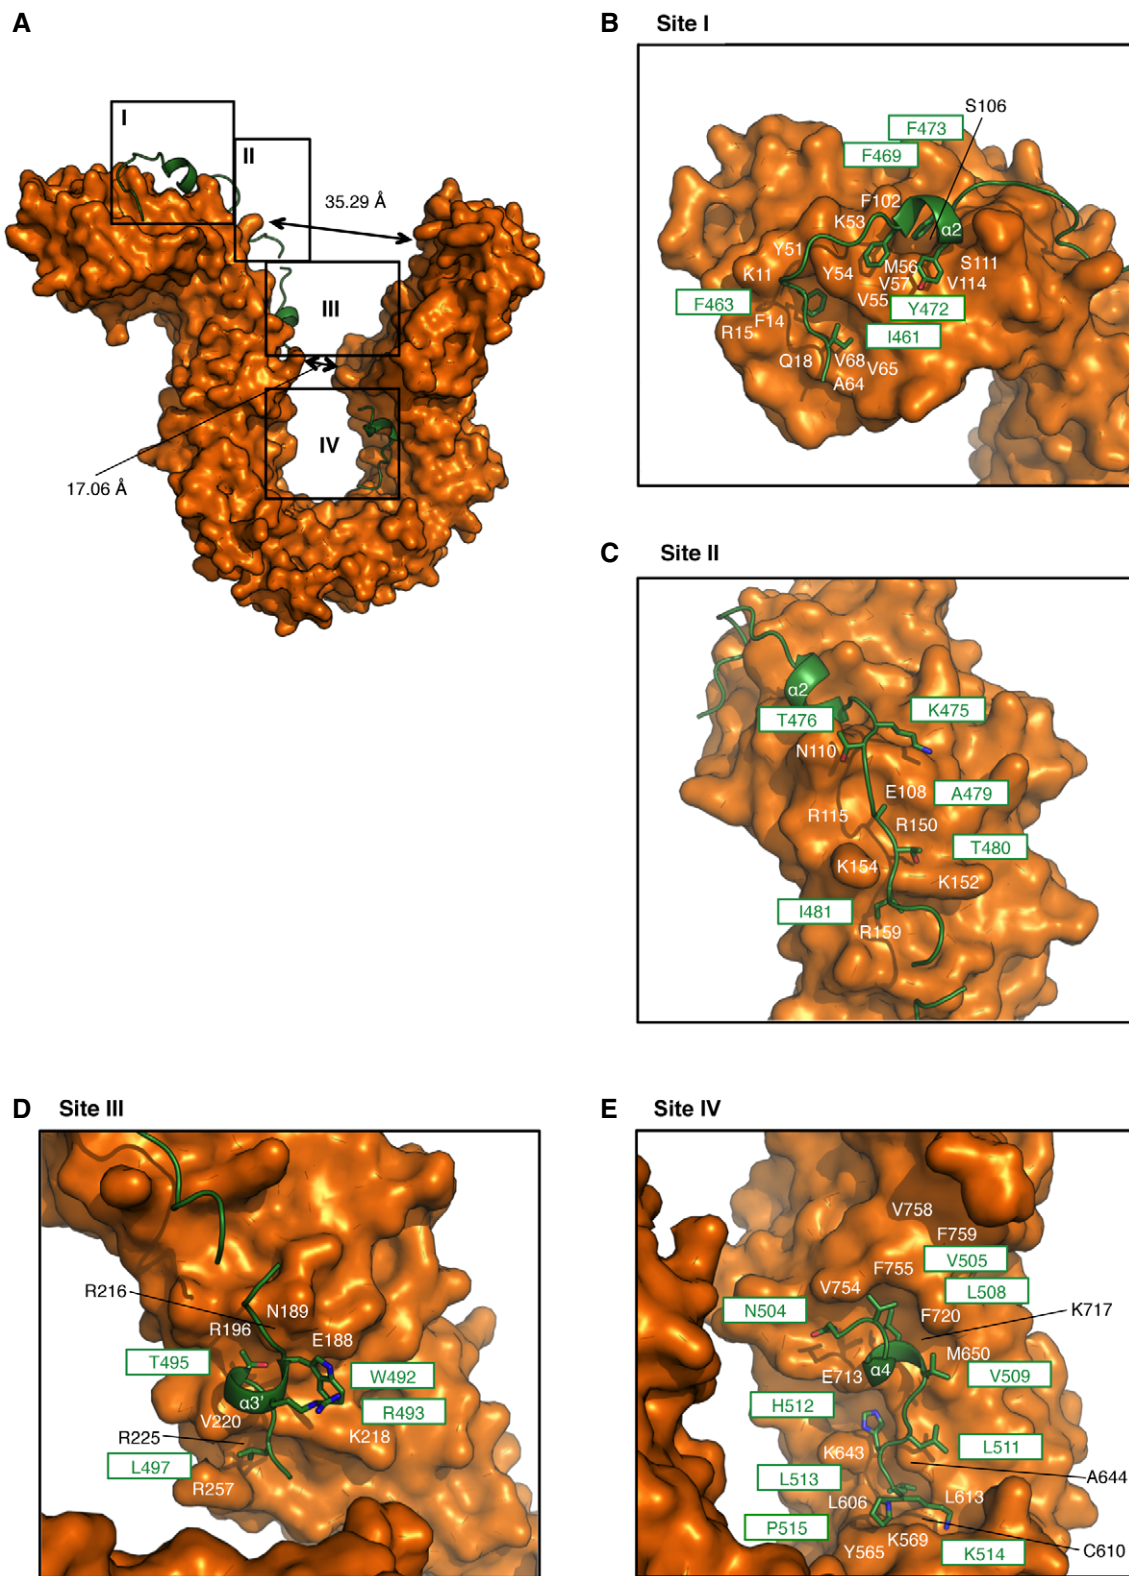 A
I
II
35.29 Å
III
IV
17.06 Å
B Site I
S106
F473
F469
F102
K53
α2
Y51
M56
S111
K11
Y54
V57
V114
V55
F463
Y472
F14
R15
I461
Q18
V68
V65
A64
C Site II
α2
K475
T476
N110
E108
A479
R115
R150
T480
K154
K152
I481
R159
D Site III
R216
N189
R196
E188
T495
W492
α3'
R493
V220
K218
R225
L497
R257
E Site IV
V758
F759
V505
F755
V754
L508
N504
F720
K717
M650
α4
E713
V509
H512
K643
L511
A644
L513
L606
L613
P515
K569
C610
Y565
K514